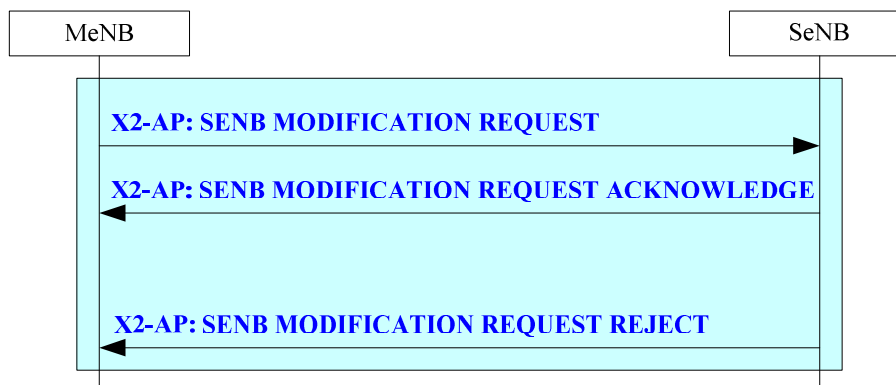 MeNB
SeNB
X2-AP: SENB MODIFICATION REQUEST
X2-AP: SENB MODIFICATION REQUEST ACKNOWLEDGE
X2-AP: SENB MODIFICATION REQUEST REJECT